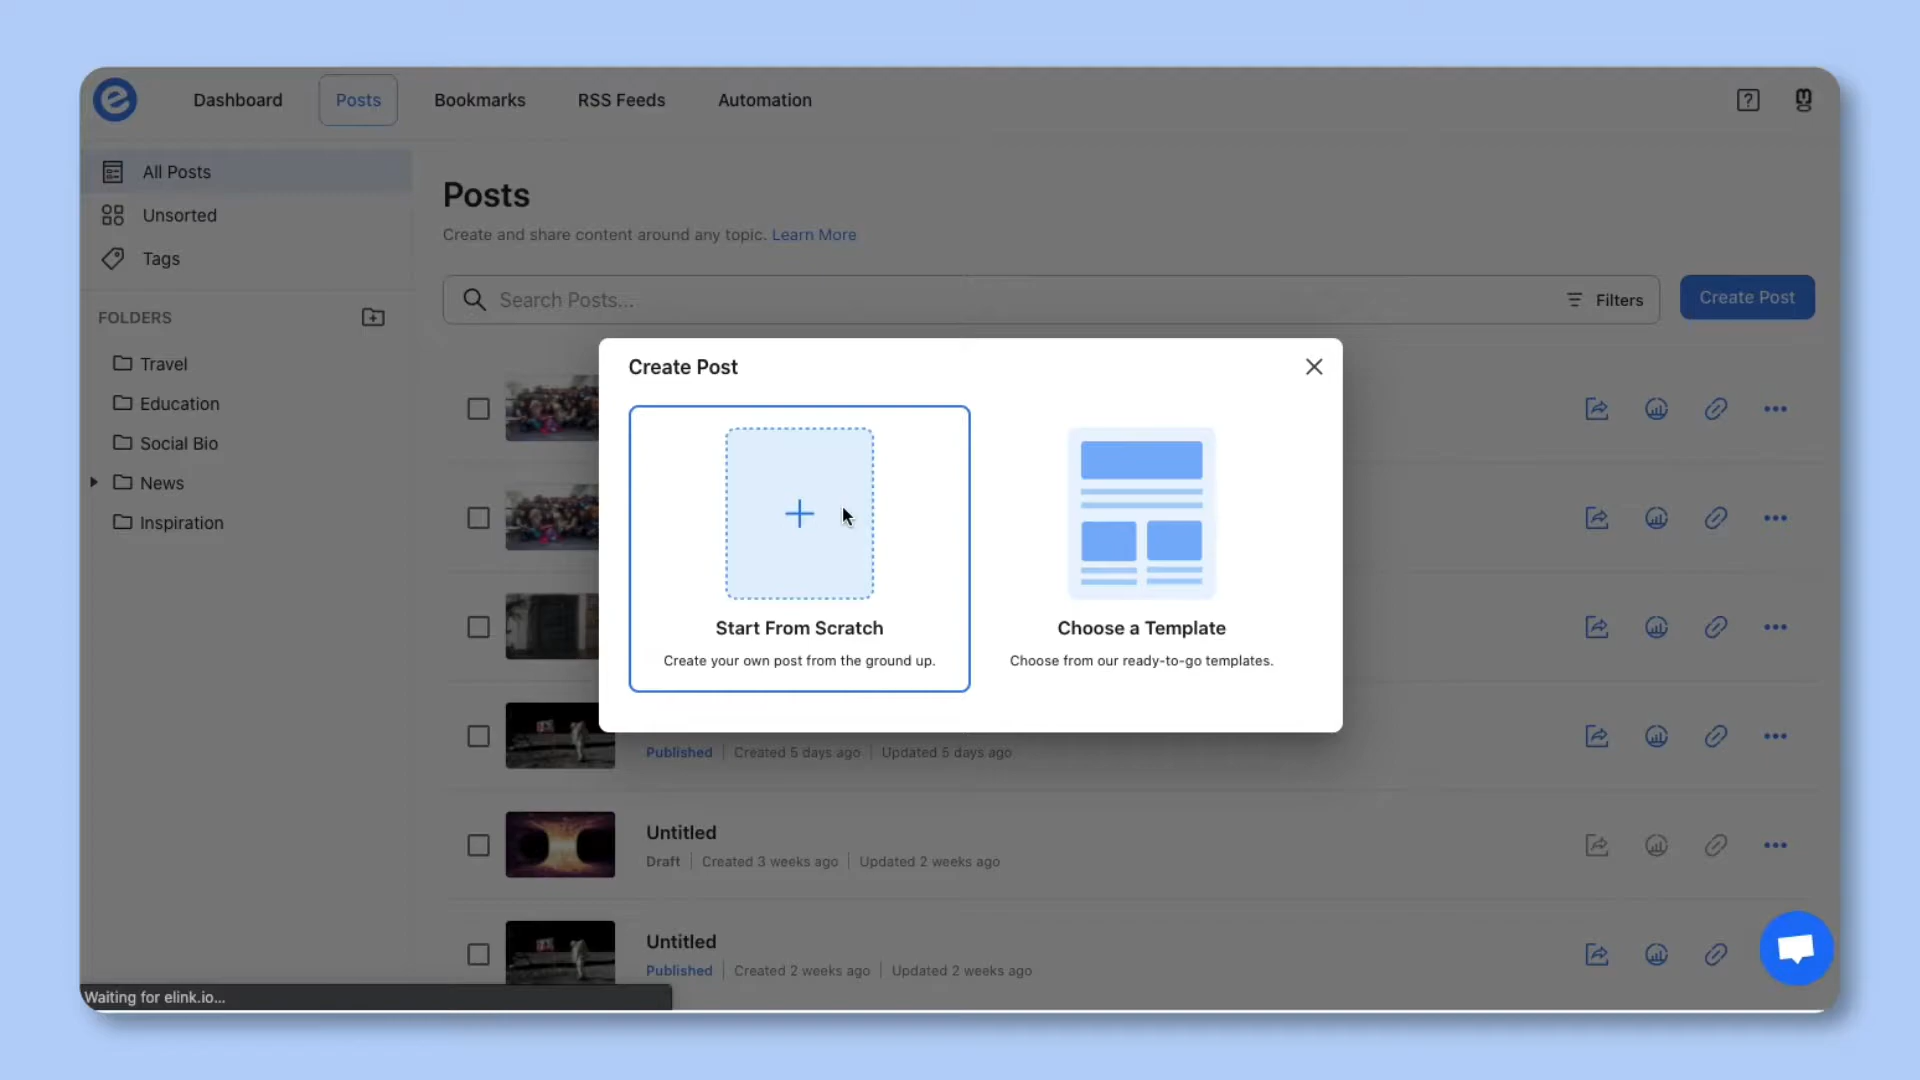 Dashboard
Posts
Bookmarks
RSS Feeds
Automation
All Posts
Unsorted
Tags
FOLDERS
Travel
Education
Social Bio
News
Inspiration
Posts
Create and share content around any topic. Learn More
Search Posts...
Filters
Create Post
Create Post
Start From Scratch
Create your own post from the ground up.
Choose a Template
Choose from our ready-to-go templates.
Published | Created 5 days ago | Updated 5 days ago
Untitled
Draft | Created 3 weeks ago | Updated 2 weeks ago
Untitled
Published | Created 2 weeks ago | Updated 2 weeks ago
Waiting for elink.io...